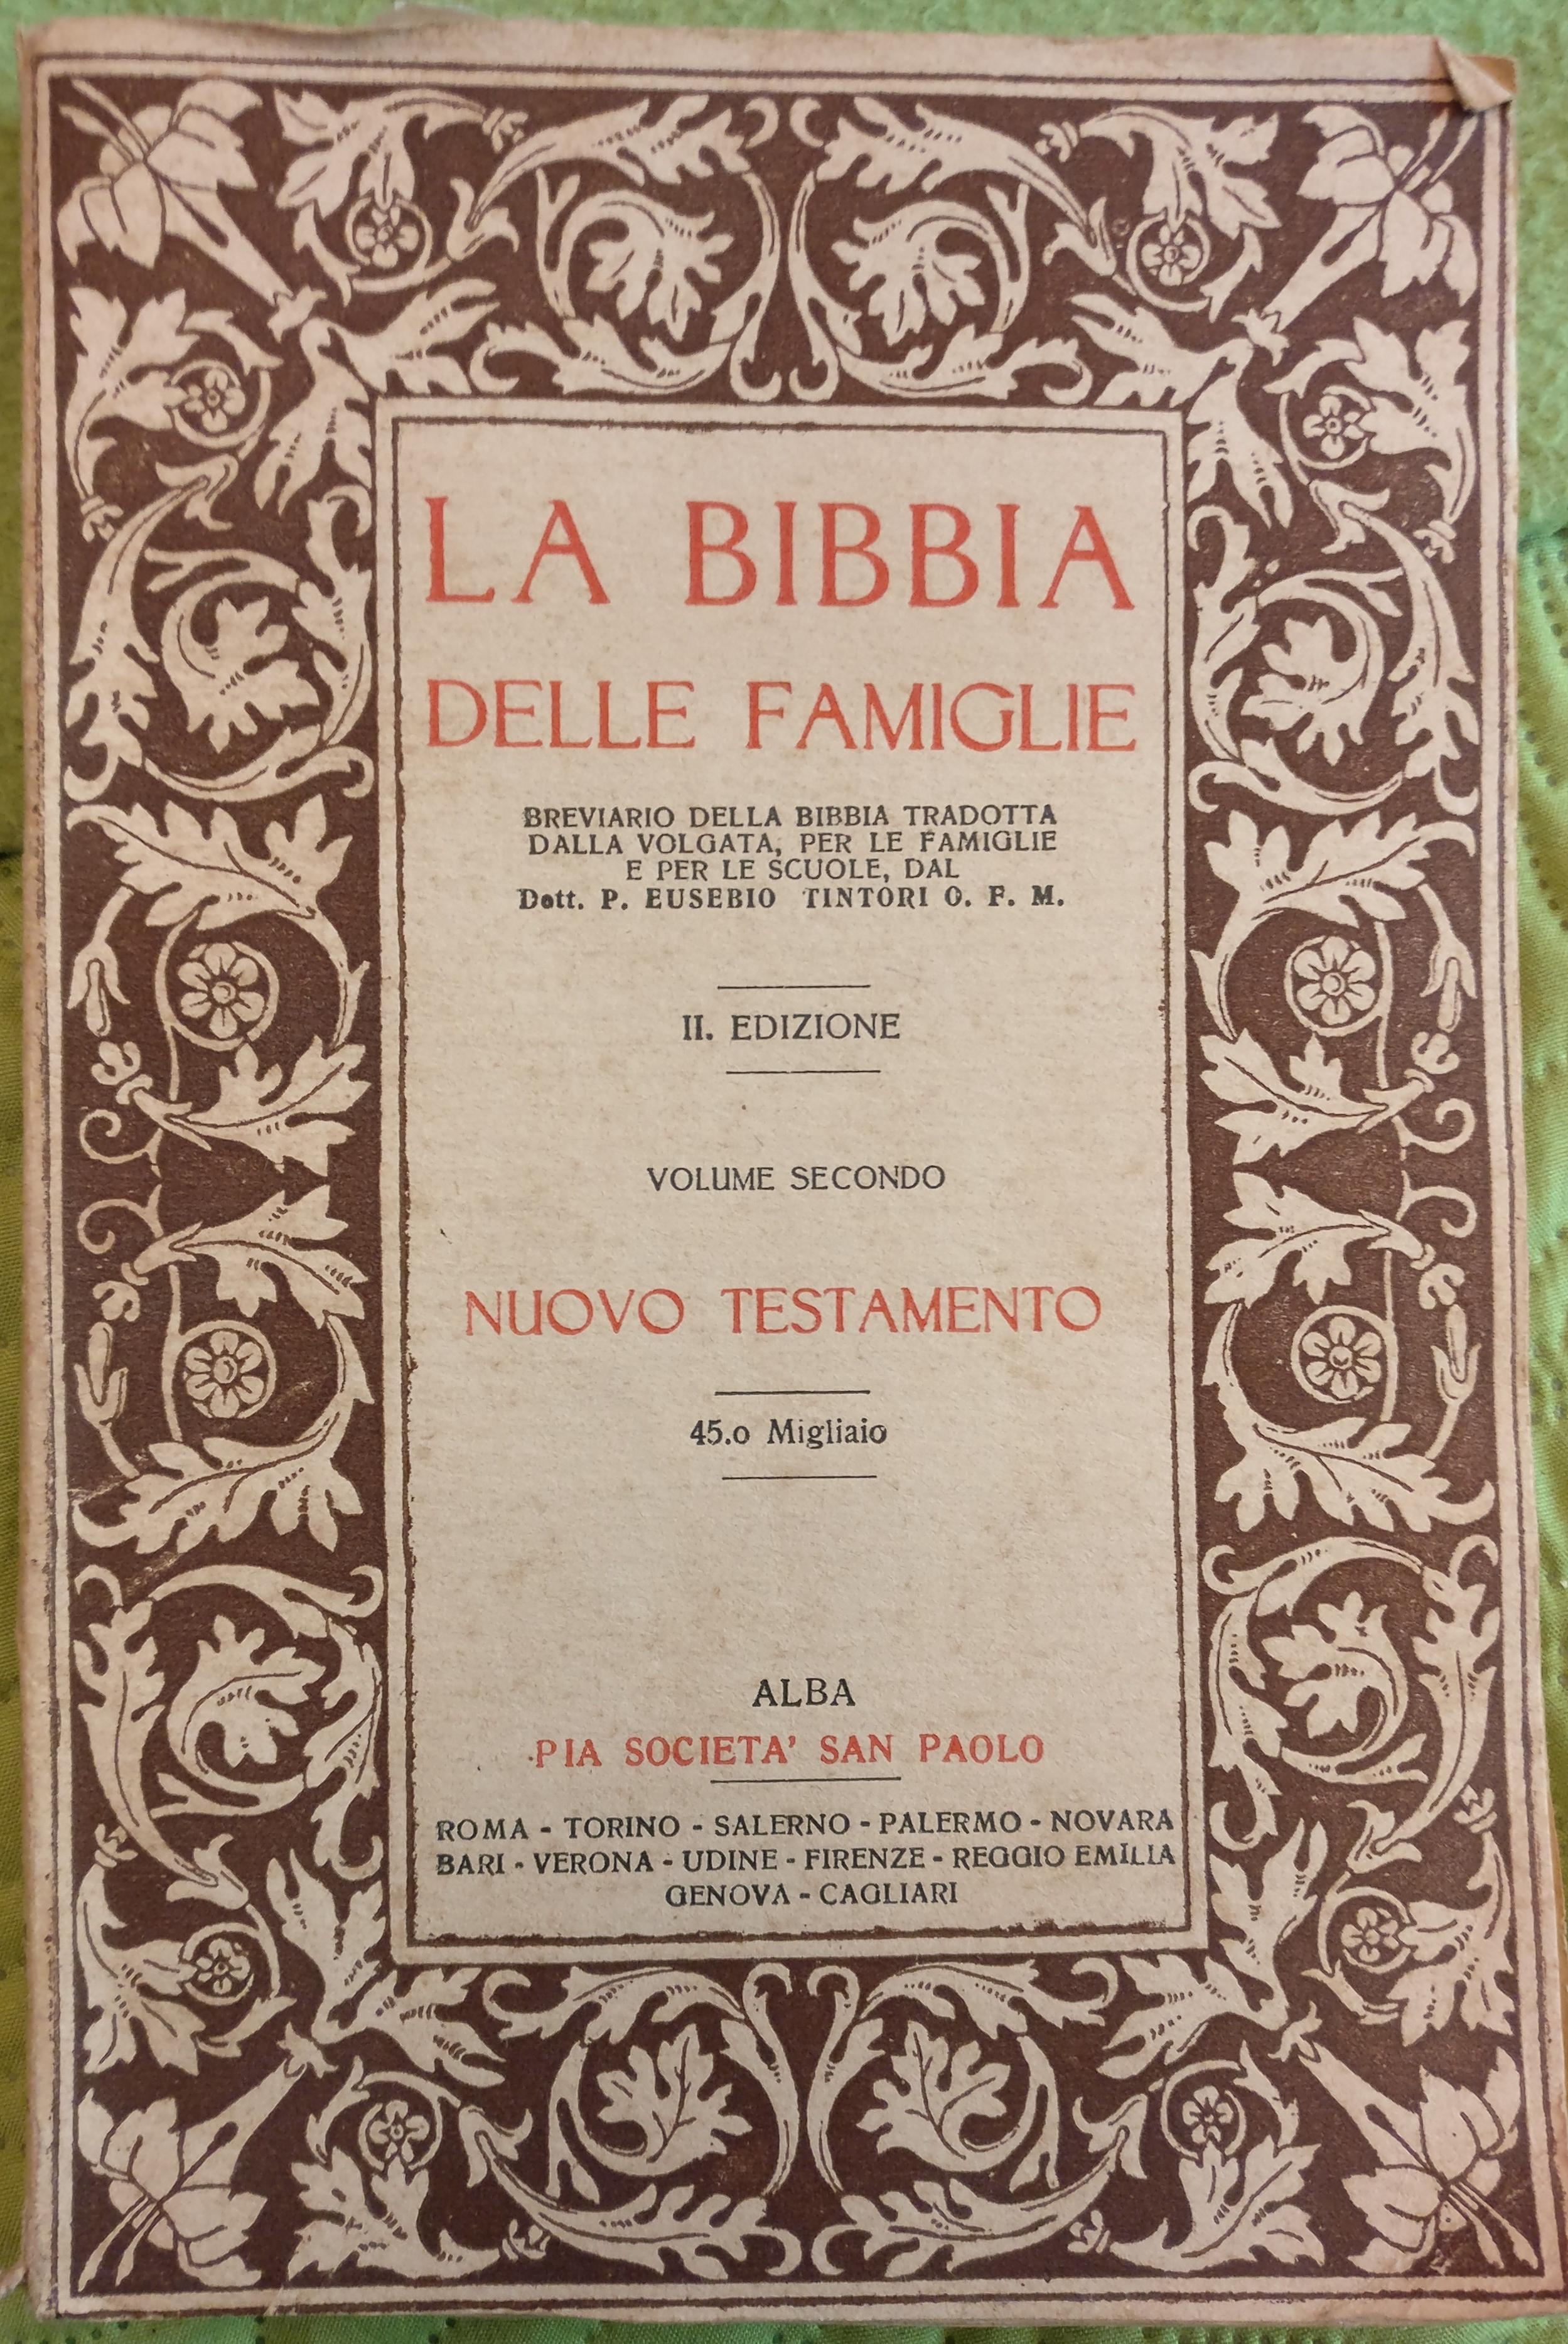 LA BIBBIA
DELLE FAMIGLIE
BREVIARIO DELLA BIBBIA TRADOTTA
DALLA VOLGATA, PER LE FAMIGLIE
E PER LE SCUOLE, DAL
Dott. P. EUSEBIO TINTORI O. F. M.
II. EDIZIONE
VOLUME SECONDO
NUOVO TESTAMENTO
45.o Migliaio
ALBA
PIA SOCIETA' SAN PAOLO
ROMA - TORINO - SALERNO - PALERMO - NOVARA
BARI - VERONA - UDINE - FIRENZE - REGGIO EMILIA
GENOVA - CAGLIARI